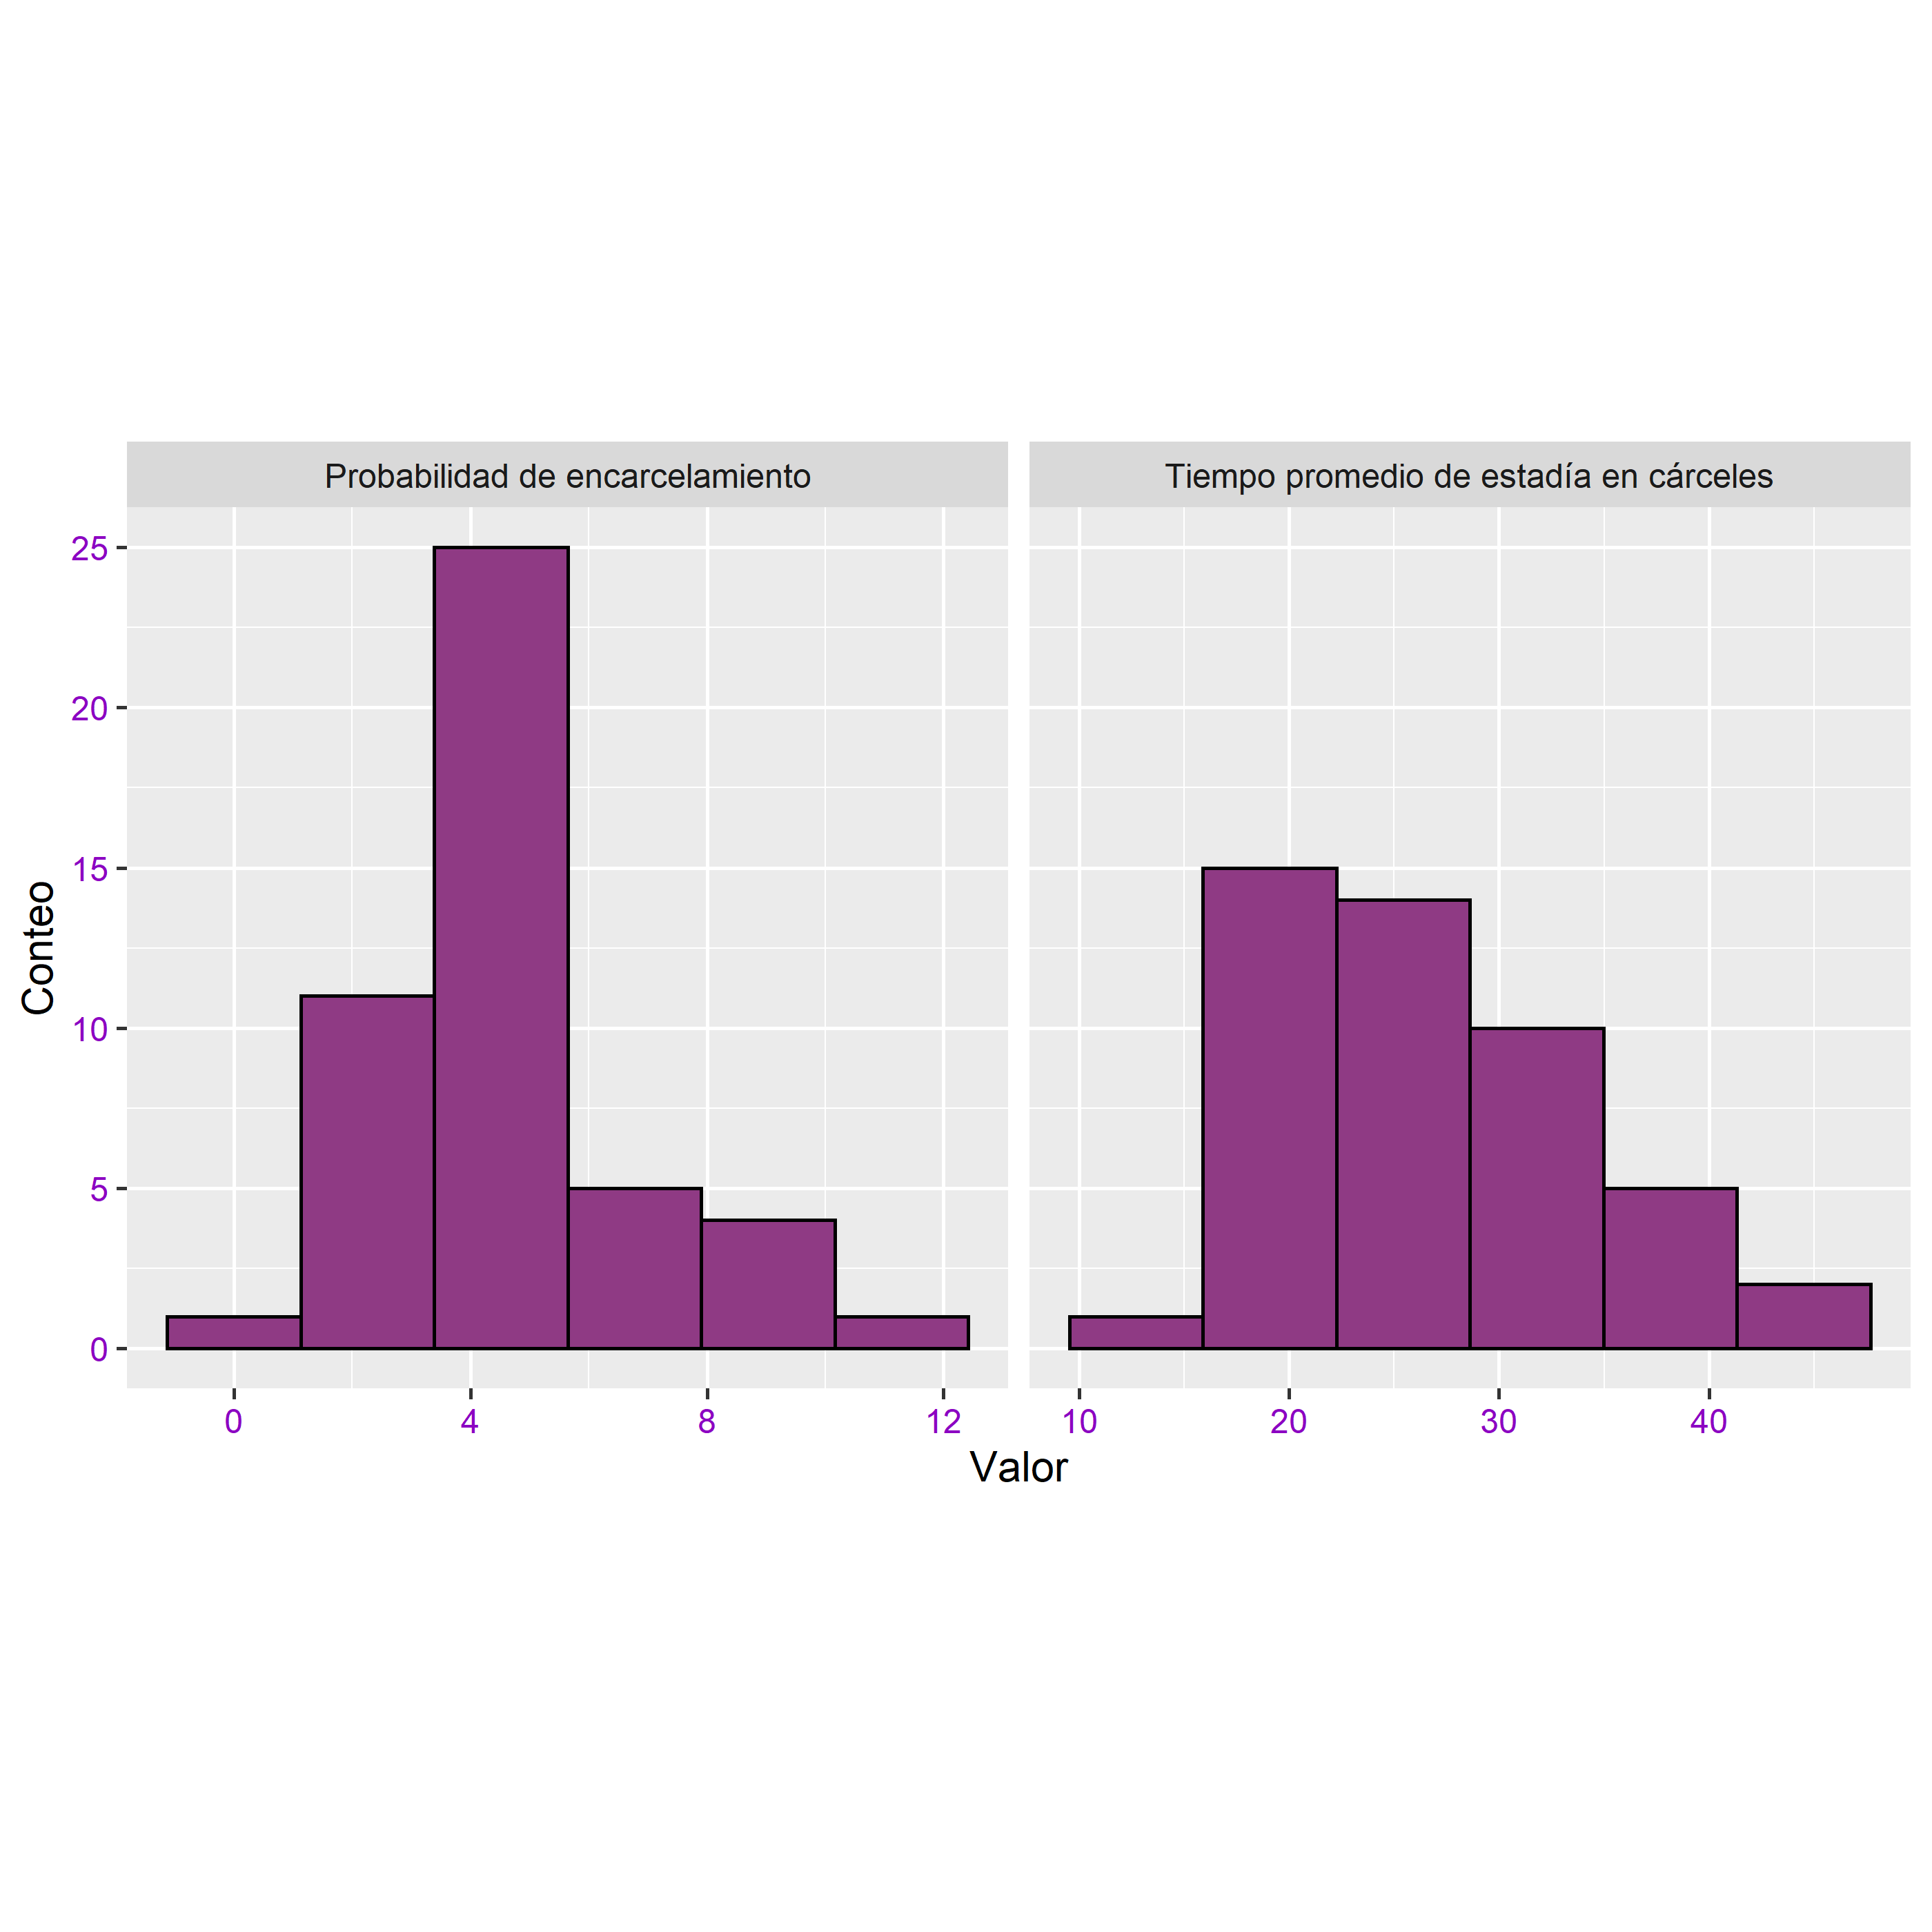 Probabilidad de encarcelamiento
Tiempo promedio de estadía en cárceles
25
20
15
10
5
0
Conteo
0 4 8 12
10 20 30 40
Valor